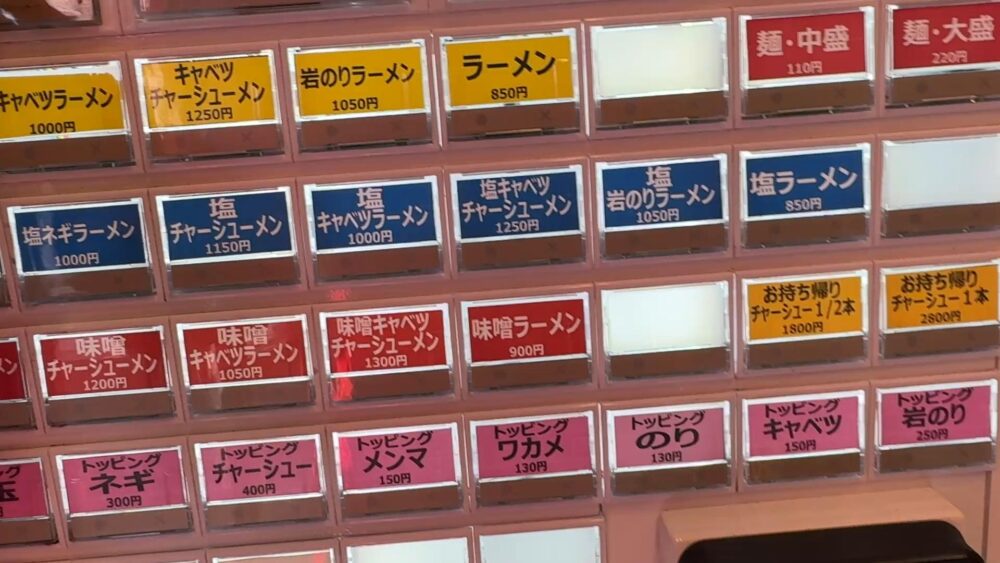 キャベツラーメン
1000円
キャベツ
チャーシューメン
1250円
岩のりラーメン
1050円
ラーメン
850円
麺・中盛
110円
麺・大盛
220円
塩ネギラーメン
1000円
塩
チャーシューメン
1150円
塩
キャベツラーメン
1000円
塩キャベツ
チャーシューメン
1250円
塩
岩のりラーメン
1050円
塩ラーメン
850円
ン
味噌
チャーシューメン
1200円
味噌
キャベツラーメン
1050円
味噌キャベツ
チャーシューメン
1300円
味噌ラーメン
900円
お持ち帰り
チャーシュー1/2本
1800円
お持ち帰り
チャーシュー1本
2800円
ング
玉
円
トッピング
ネギ
300円
トッピング
チャーシュー
400円
トッピング
メンマ
150円
トッピング
ワカメ
130円
トッピング
のり
130円
トッピング
キャベツ
150円
トッピング
岩のり
250円